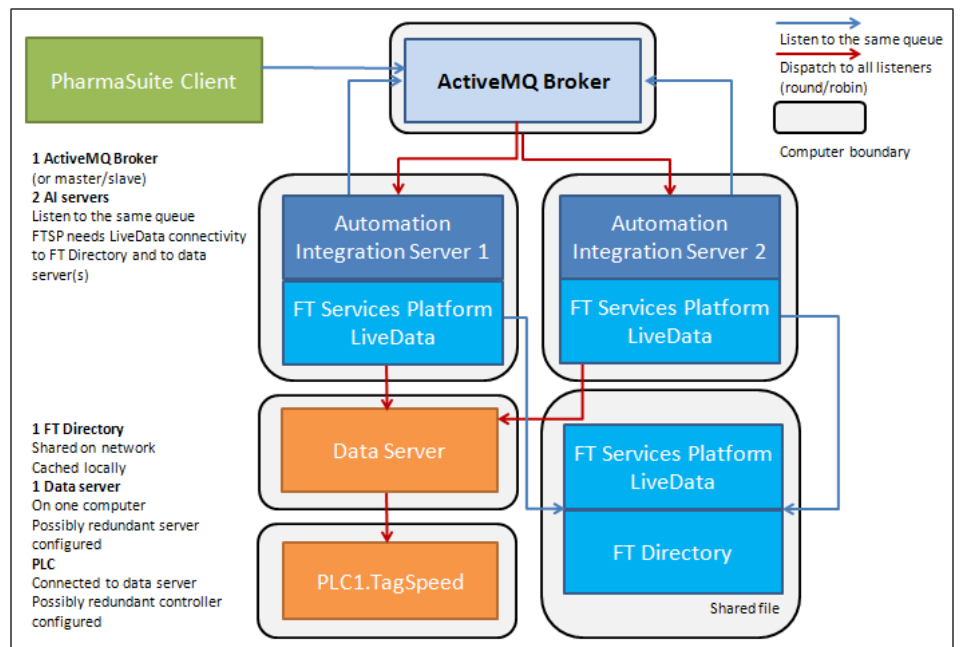 PharmaSuite Client
ActiveMQ Broker
Listen to the same queue
Dispatch to all listeners
(round/robin)
Computer boundary
1 ActiveMQ Broker
(or master/slave)
2 AI servers
Listen to the same queue
FTSP needs LiveData connectivity
to FT Directory and to data
server(s)
Automation
Integration Server 1
FT Services Platform
LiveData
Automation
Integration Server 2
FT Services Platform
LiveData
1 FT Directory
Shared on network
Cached locally
1 Data server
On one computer
Possibly redundant server
configured
PLC
Connected to data server
Possibly redundant controller
configured
Data Server
PLC1.TagSpeed
FT Services Platform
LiveData
FT Directory
Shared file